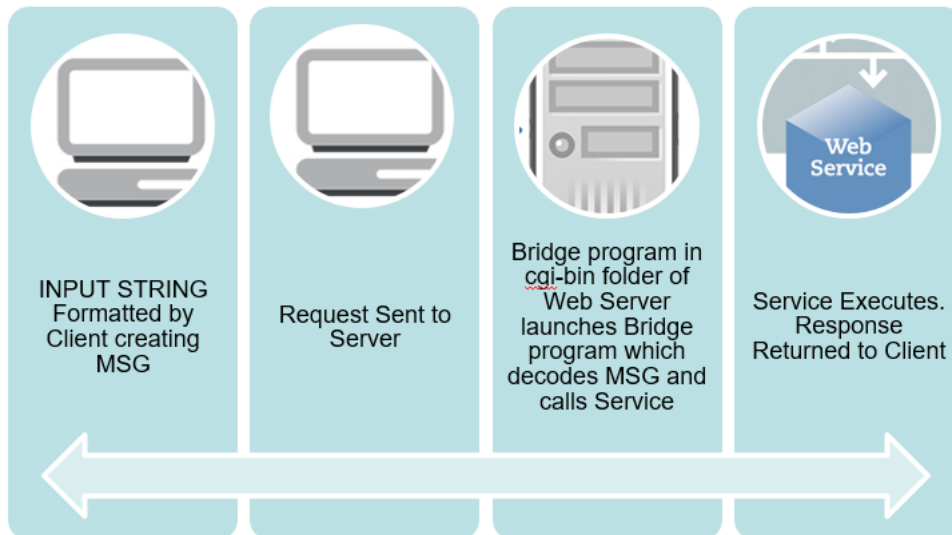 INPUT STRING
Formatted by
Client creating
MSG
Request Sent to
Server
Bridge program in
cgi-bin folder of
Web Server
launches Bridge
program which
decodes MSG and
calls Service
Web
Service
Service Executes.
Response
Returned to Client